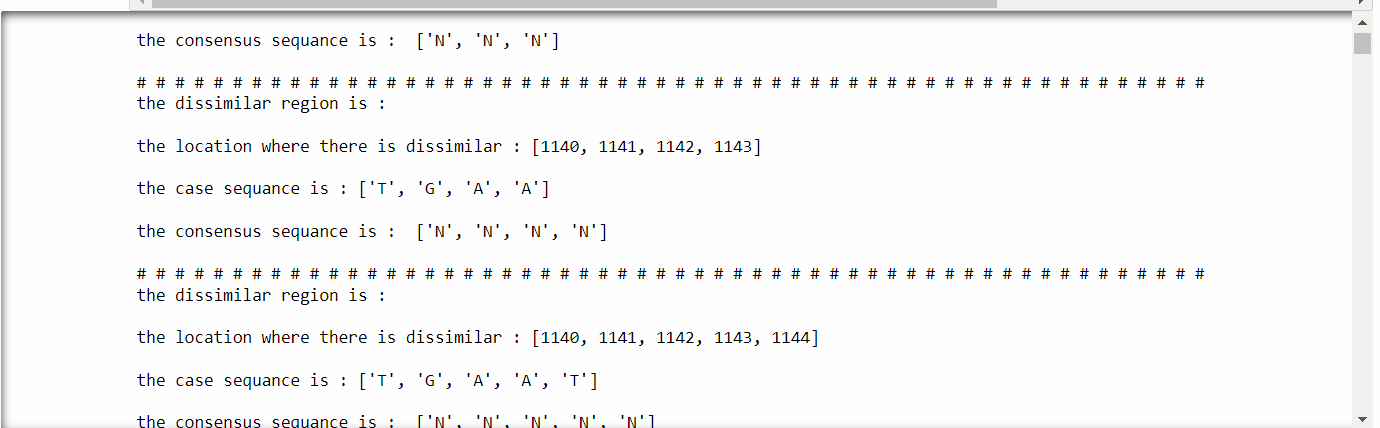 the consensus sequance is :  ['N', 'N', 'N']
# # # # # # # # # # # # # # # # # # # # # # # # # # # # # # # # # # # # # # # # # # # # # # # # # # # # # # # #
the dissimilar region is :
the location where there is dissimilar : [1140, 1141, 1142, 1143]
the case sequance is : ['T', 'G', 'A', 'A']
the consensus sequance is :  ['N', 'N', 'N', 'N']
# # # # # # # # # # # # # # # # # # # # # # # # # # # # # # # # # # # # # # # # # # # # # # # # # # # # # # # #
the dissimilar region is :
the location where there is dissimilar : [1140, 1141, 1142, 1143, 1144]
the case sequance is : ['T', 'G', 'A', 'A', 'T']
the consensus sequance is :  ['N', 'N', 'N', 'N', 'N']